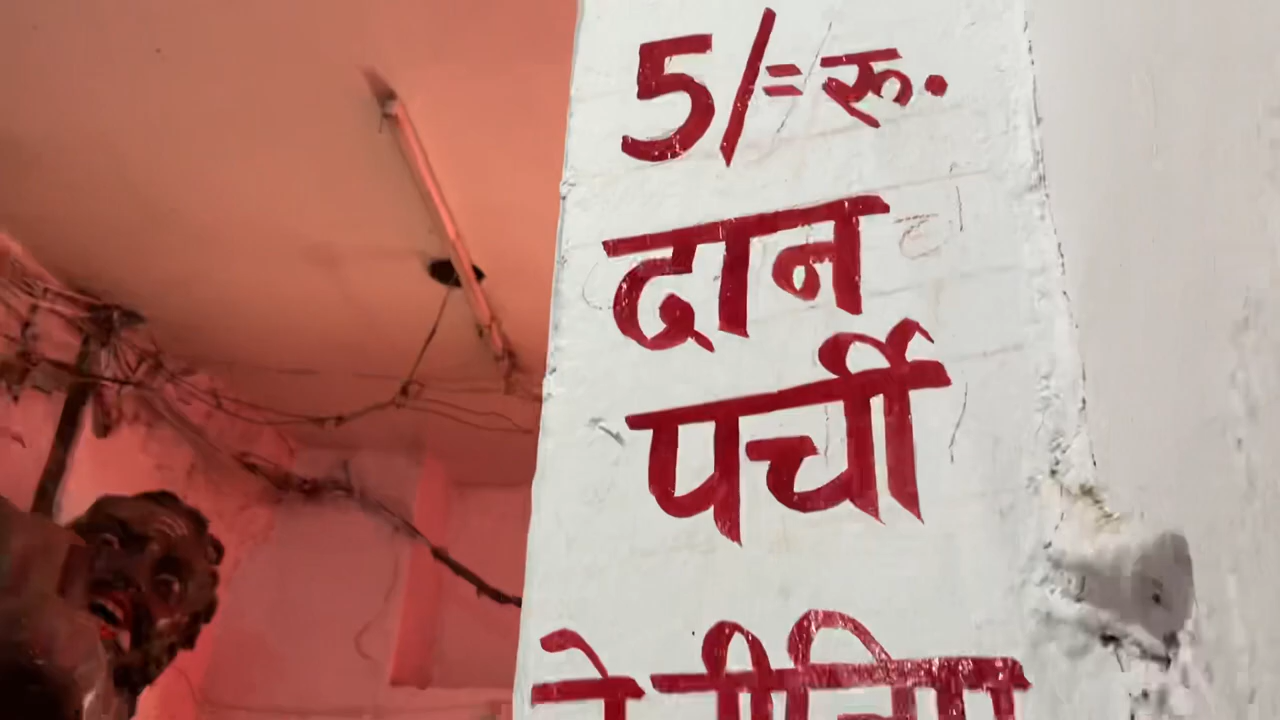 5/= रू.
दान
पर्ची